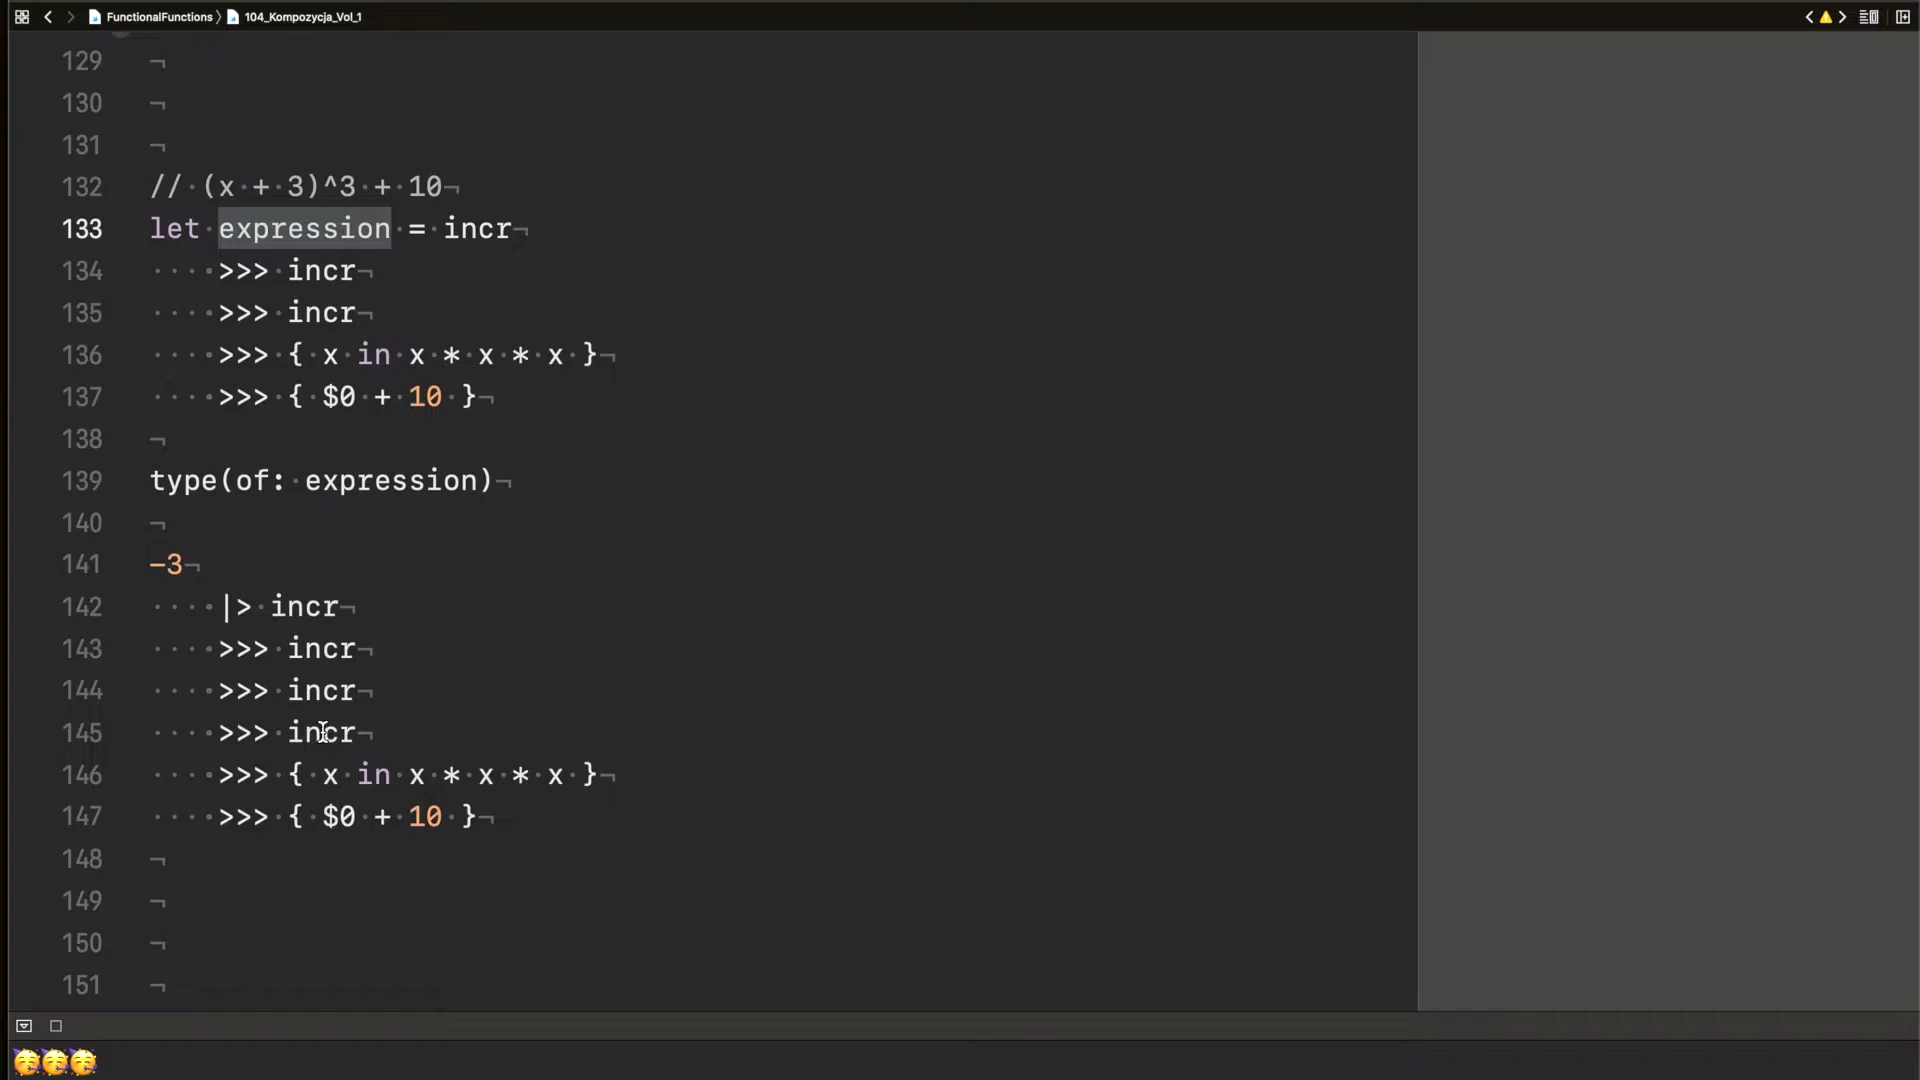 FunctionalFunctions 〉 104_Kompozycja_Vol_1
129 ¬
130 ¬
131 ¬
132 //·(x·+·3)^3·+·10¬
133 let·expression·=·incr¬
134 ····>>>·incr¬
135 ····>>>·incr¬
136 ····>>>·{·x·in·x·*·x·*·x·}¬
137 ····>>>·{·$0·+·10·}¬
138 ¬
139 type(of:·expression)¬
140 ¬
141 -3¬
142 ····|>·incr¬
143 ····>>>·incr¬
144 ····>>>·incr¬
145 ····>>>·incr¬
146 ····>>>·{·x·in·x·*·x·*·x·}¬
147 ····>>>·{·$0·+·10·}¬
148 ¬
149 ¬
150 ¬
151 ¬
🥳🥳🥳